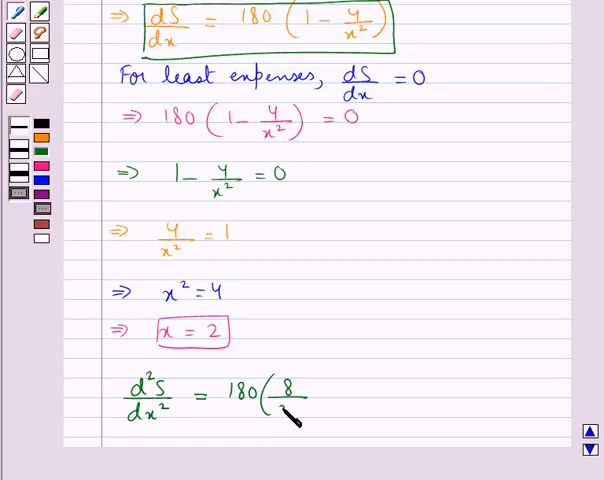 ⇒ dS/dx = 180 (1 - 4/x²)
For least expenses, dS/dx = 0
⇒ 180 (1 - 4/x²) = 0
⇒ 1 - 4/x² = 0
⇒ 4/x² = 1
⇒ x² = 4
⇒ x = 2
d²S/dx² = 180 ( 8/